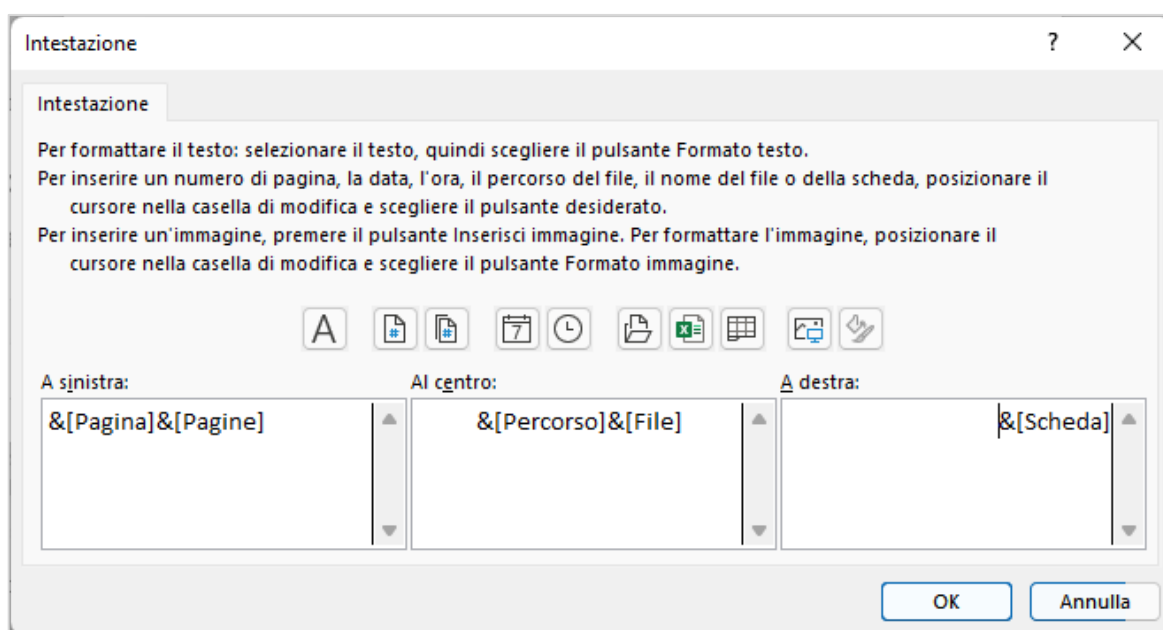 Intestazione
Intestazione
Per formattare il testo: selezionare il testo, quindi scegliere il pulsante Formato testo.
Per inserire un numero di pagina, la data, l'ora, il percorso del file, il nome del file o della scheda, posizionare il
cursore nella casella di modifica e scegliere il pulsante desiderato.
Per inserire un'immagine, premere il pulsante Inserisci immagine. Per formattare l'immagine, posizionare il
cursore nella casella di modifica e scegliere il pulsante Formato immagine.
A sinistra: Al centro: A destra:
&[Pagina]&[Pagine] &[Percorso]&[File] &[Scheda]
OK Annulla